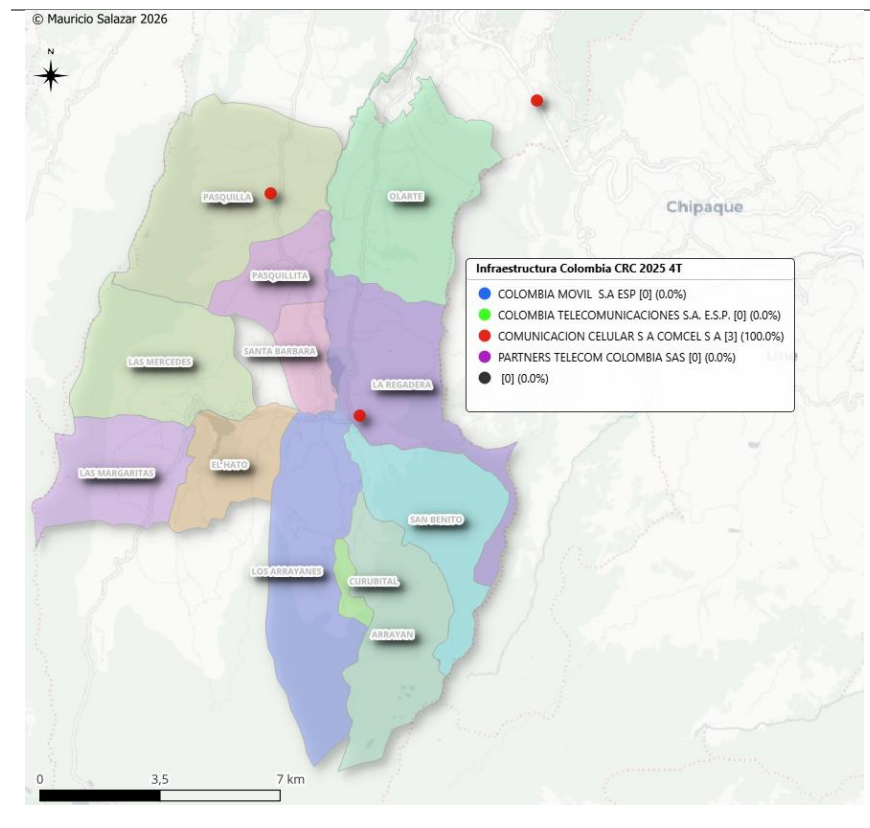 © Mauricio Salazar 2026
N
PASQUILLA
OLARTE
Chipaque
PASQUILLITA
Infraestructura Colombia CRC 2025 4T
COLOMBIA MOVIL S.A ESP [0] (0.0%)
COLOMBIA TELECOMUNICACIONES S.A. E.S.P. [0] (0.0%)
COMUNICACION CELULAR S A COMCEL S A [3] (100.0%)
PARTNERS TELECOM COLOMBIA SAS [0] (0.0%)
[0] (0.0%)
SANTA BARBARA
LAS MERCEDES
Une
LA REGADERA
EL HATO
LAS MARGARITAS
SAN BENITO
LOS ARRAYANES
CURUBITAL
ARRAYAN
0 3,5 7 km